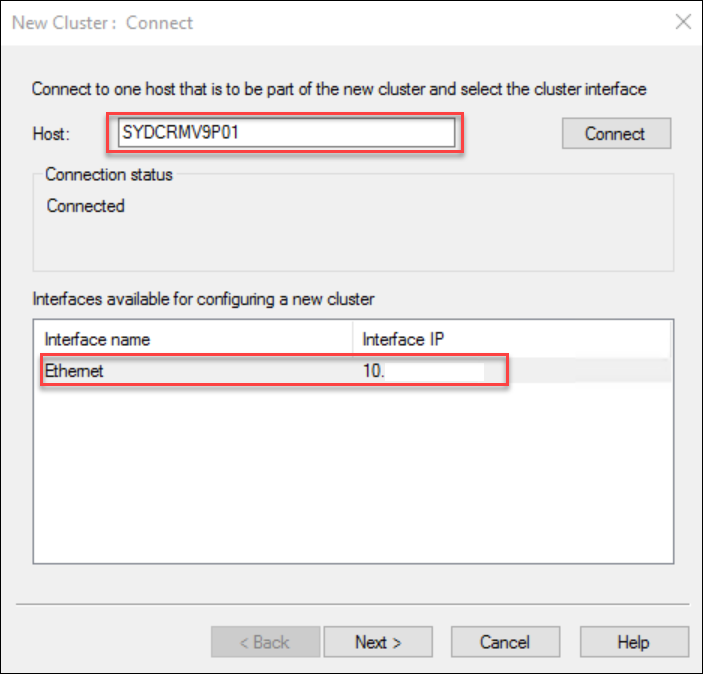 New Cluster : Connect
Connect to one host that is to be part of the new cluster and select the cluster interface
Host: SYDCRMV9P01 Connect
Connection status
Connected
Interfaces available for configuring a new cluster
Interface name Interface IP
Ethernet 10.
< Back Next > Cancel Help